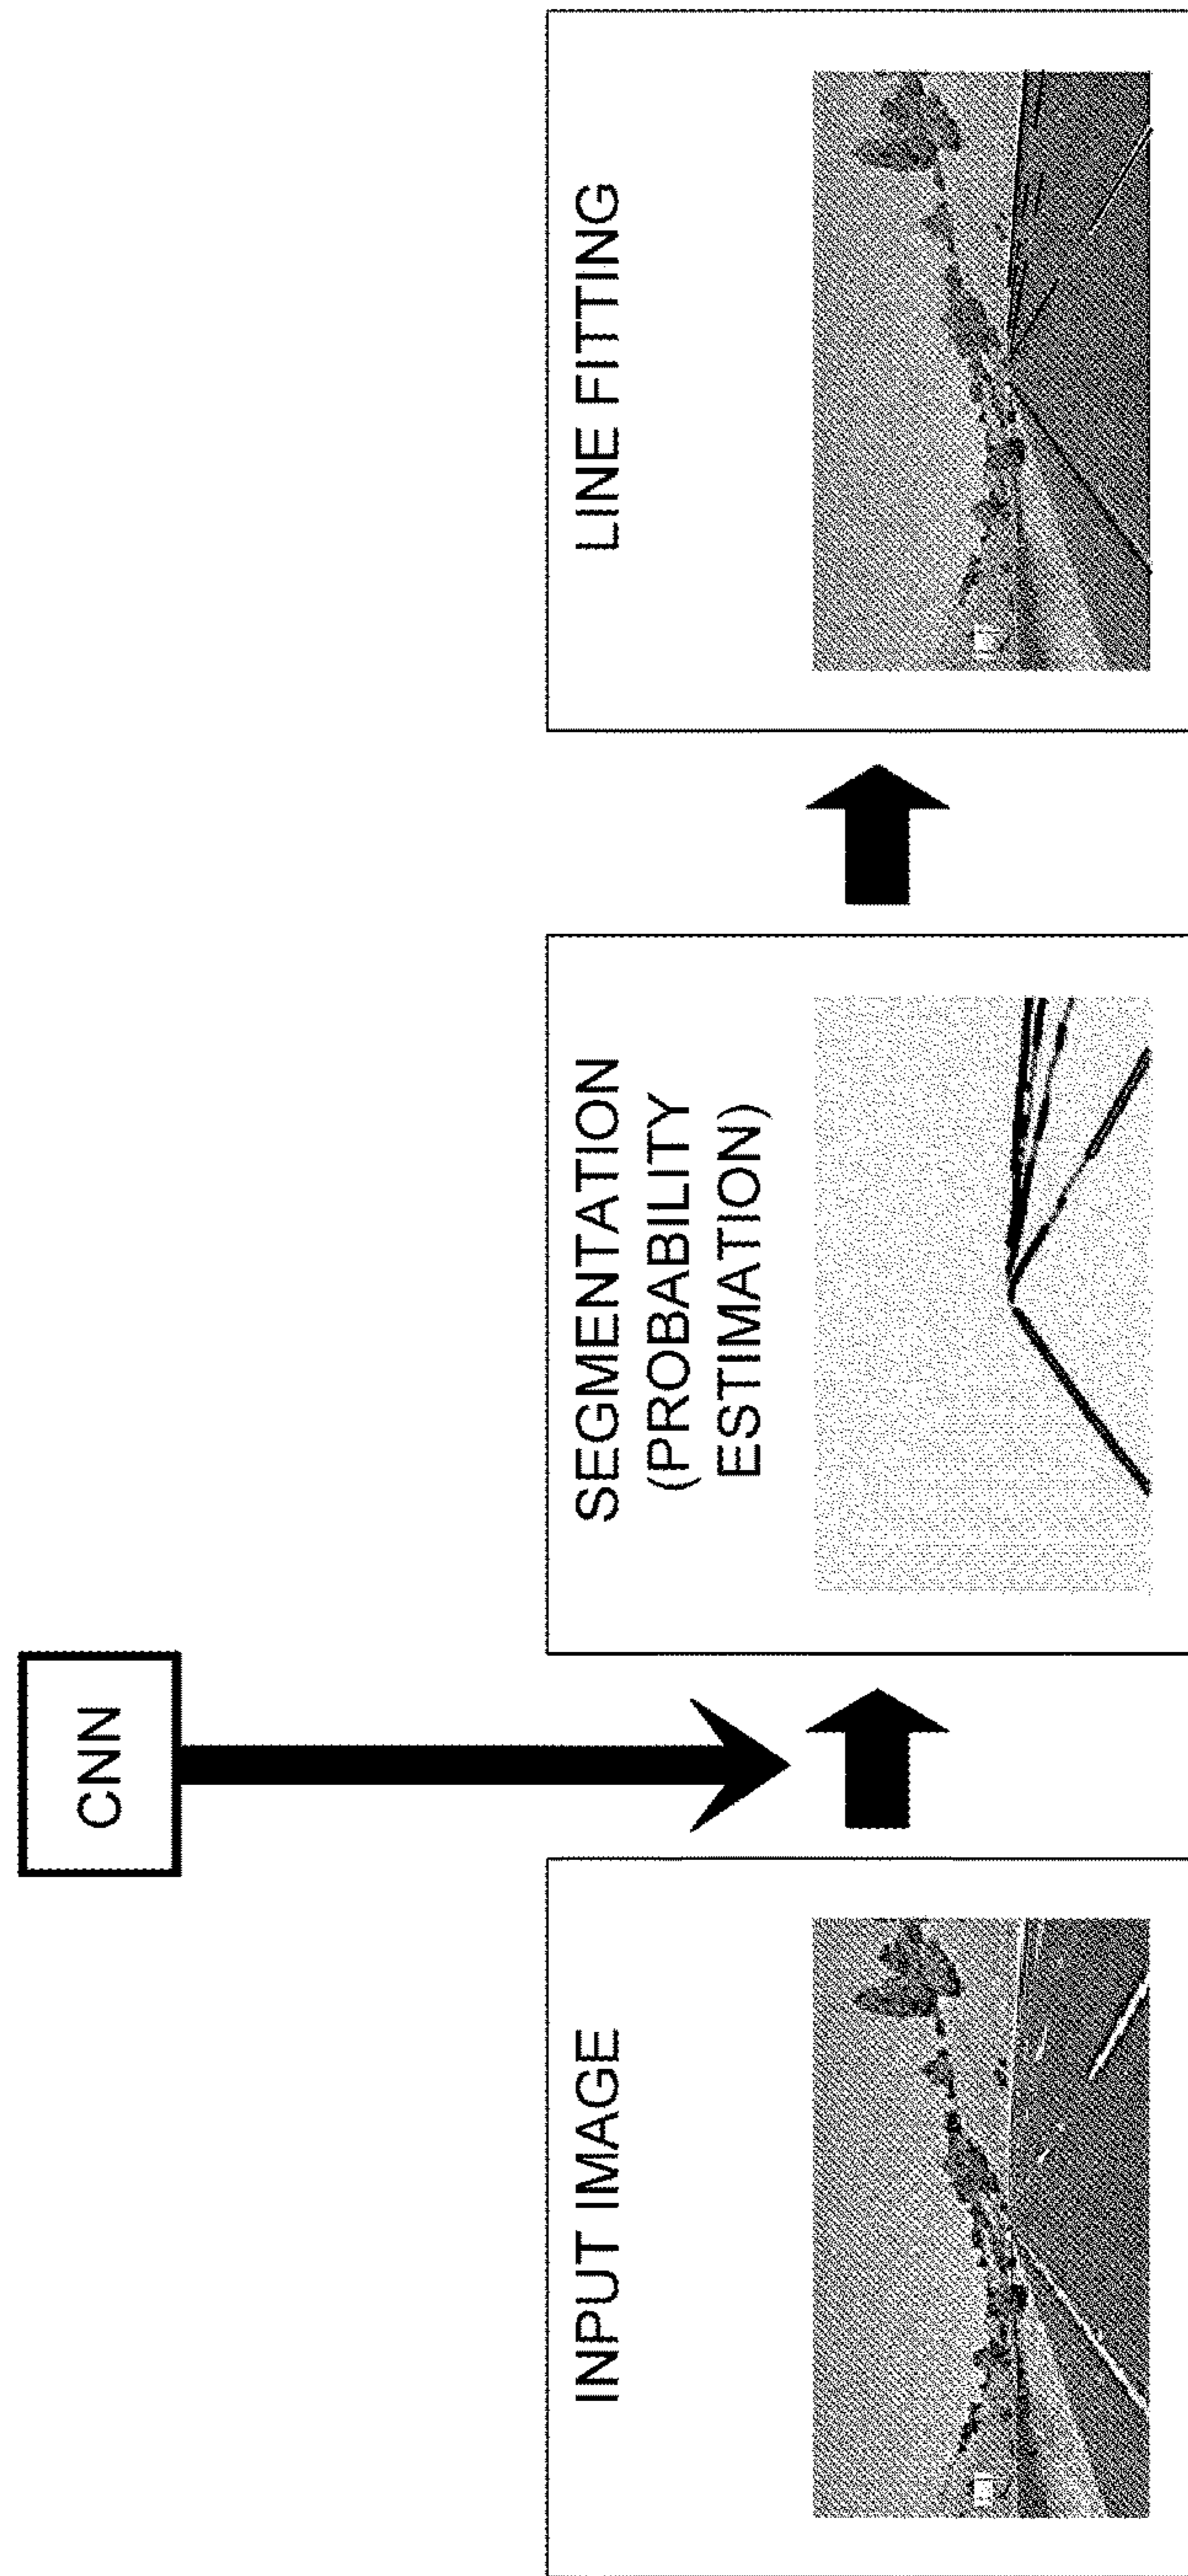 CNN
INPUT IMAGE
SEGMENTATION
(PROBABILITY
ESTIMATION)
LINE FITTING